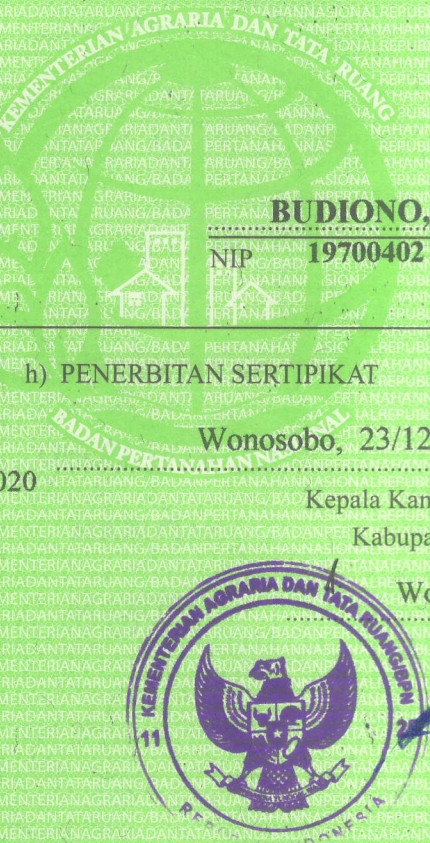 KEMENTERIAN AGRARIA DAN TATA RUANG
BUDIONO,
NIP 19700402
h) PENERBITAN SERTIPIKAT
BADAN PERTANAHAN NASIONAL
Wonosobo, 23/12
020
Kepala Kan
Kabupa
Wo
KEMENTERIAN AGRARIA DAN TATA RUANG/BPN
11